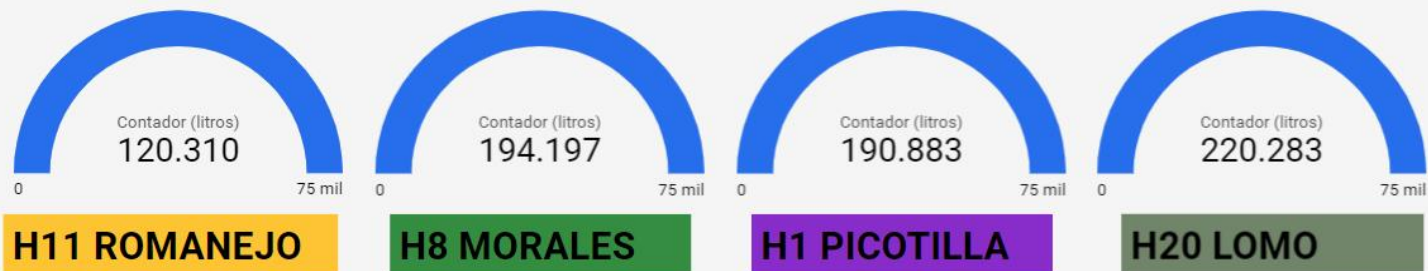 Contador (litros)
120.310
0 75 mil
H11 ROMANEJO
Contador (litros)
194.197
0 75 mil
H8 MORALES
Contador (litros)
190.883
0 75 mil
H1 PICOTILLA
Contador (litros)
220.283
0 75 mil
H20 LOMO